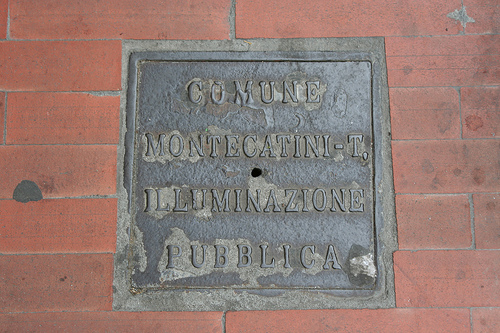 COMUNE
MONTECATINI-T.
ILLUMINAZIONE
PUBBLICA